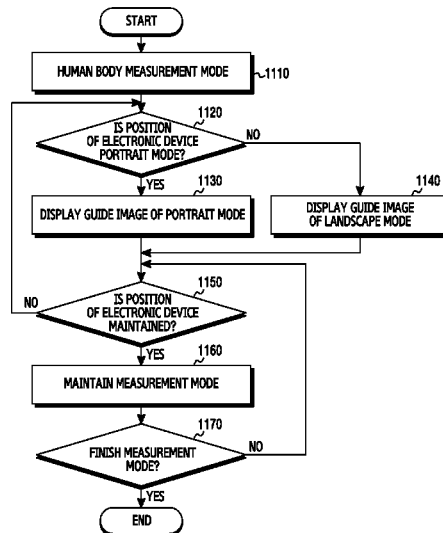 START
HUMAN BODY MEASUREMENT MODE
1110
1120
IS POSITION
OF ELECTRONIC DEVICE
PORTRAIT MODE?
NO
YES
1130
1140
DISPLAY GUIDE IMAGE OF PORTRAIT MODE
DISPLAY GUIDE IMAGE
OF LANDSCAPE MODE
NO
1150
IS POSITION
OF ELECTRONIC DEVICE
MAINTAINED?
YES
1160
MAINTAIN MEASUREMENT MODE
1170
FINISH MEASUREMENT
MODE?
NO
YES
END